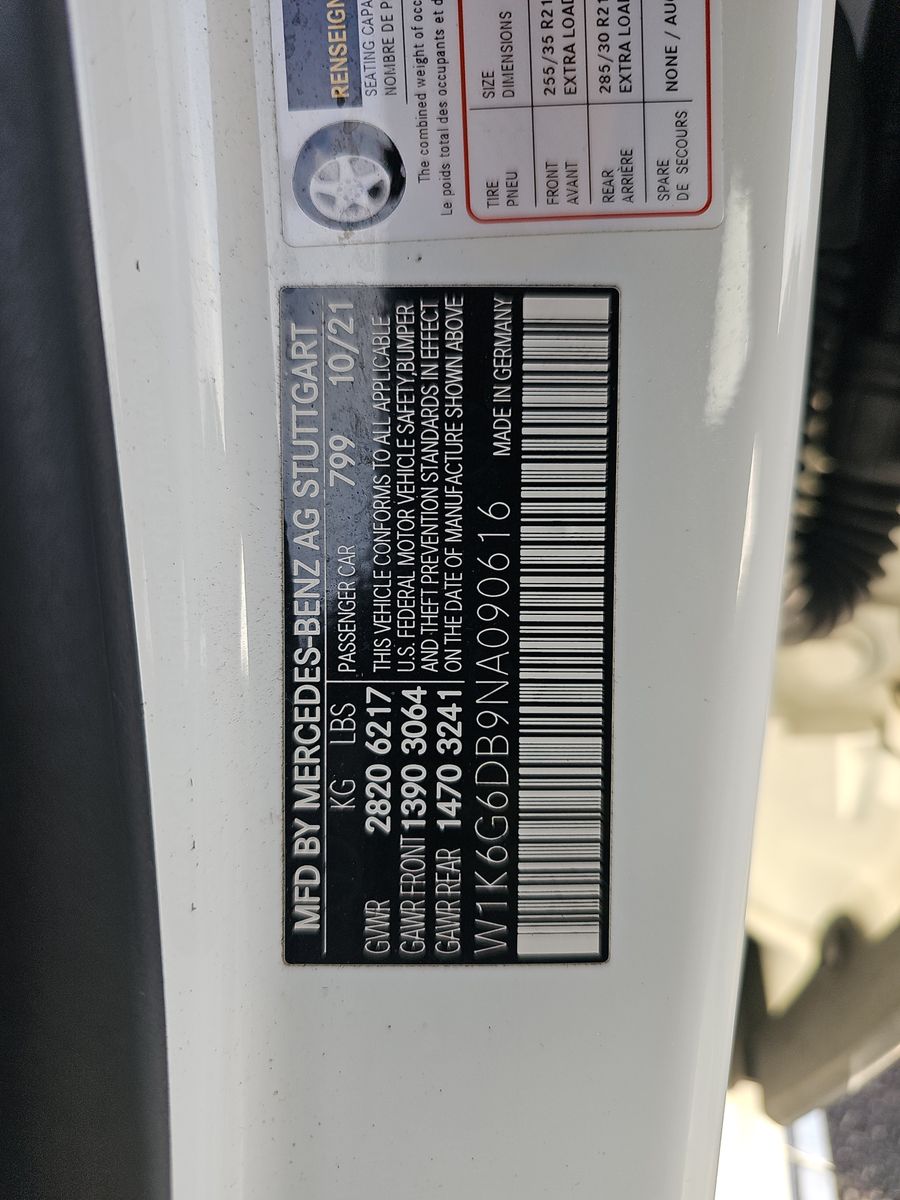 RENSEIGN
SEATING CAPA
NOMBRE DE P
The combined weight of occ
Le poids total des occupants et d
TIRE SIZE
PNEU DIMENSIONS
FRONT 255/35 R21
AVANT EXTRA LOAD
REAR 285/30 R21
ARRIÈRE EXTRA LOA
SPARE NONE / AU
DE SECOURS
MFD BY MERCEDES-BENZ AG STUTTGART
KG LBS PASSENGER CAR 799 10/21
GVWR 2820 6217
GAWR FRONT 1390 3064
GAWR REAR 1470 3241
THIS VEHICLE CONFORMS TO ALL APPLICABLE
U.S. FEDERAL MOTOR VEHICLE SAFETY,BUMPER
AND THEFT PREVENTION STANDARDS IN EFFECT
ON THE DATE OF MANUFACTURE SHOWN ABOVE
W1K6G6DB9NA090616 MADE IN GERMANY